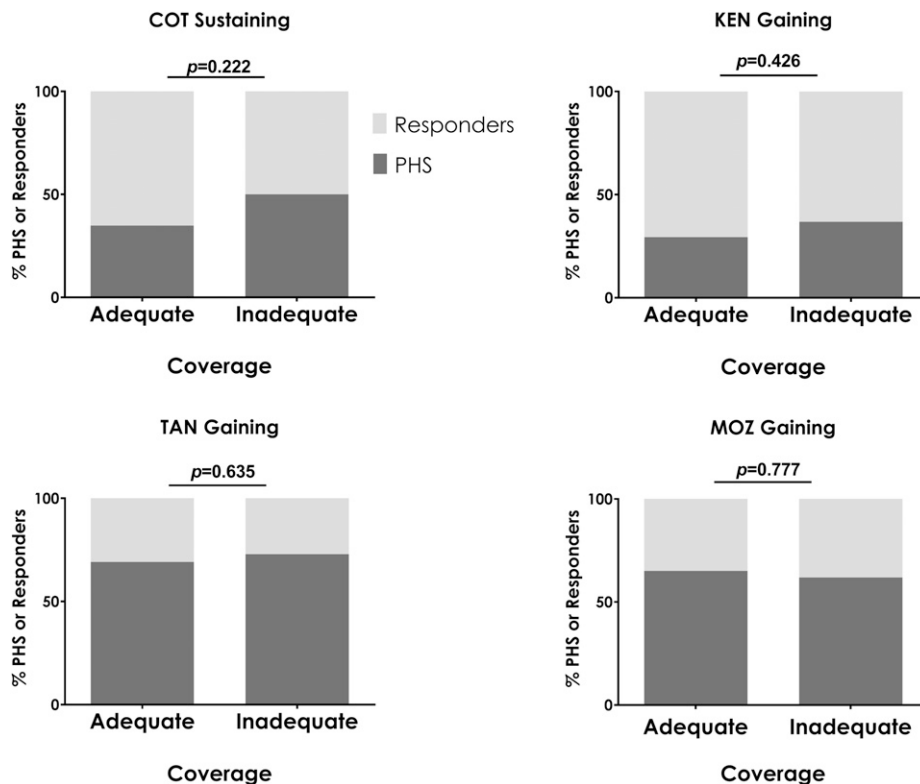 COT Sustaining
p=0.222
% PHS or Responders
100
50
0
Adequate Inadequate
Coverage
Responders
PHS
KEN Gaining
p=0.426
% PHS or Responders
100
50
0
Adequate Inadequate
Coverage
TAN Gaining
p=0.635
% PHS or Responders
100
50
0
Adequate Inadequate
Coverage
MOZ Gaining
p=0.777
% PHS or Responders
100
50
0
Adequate Inadequate
Coverage